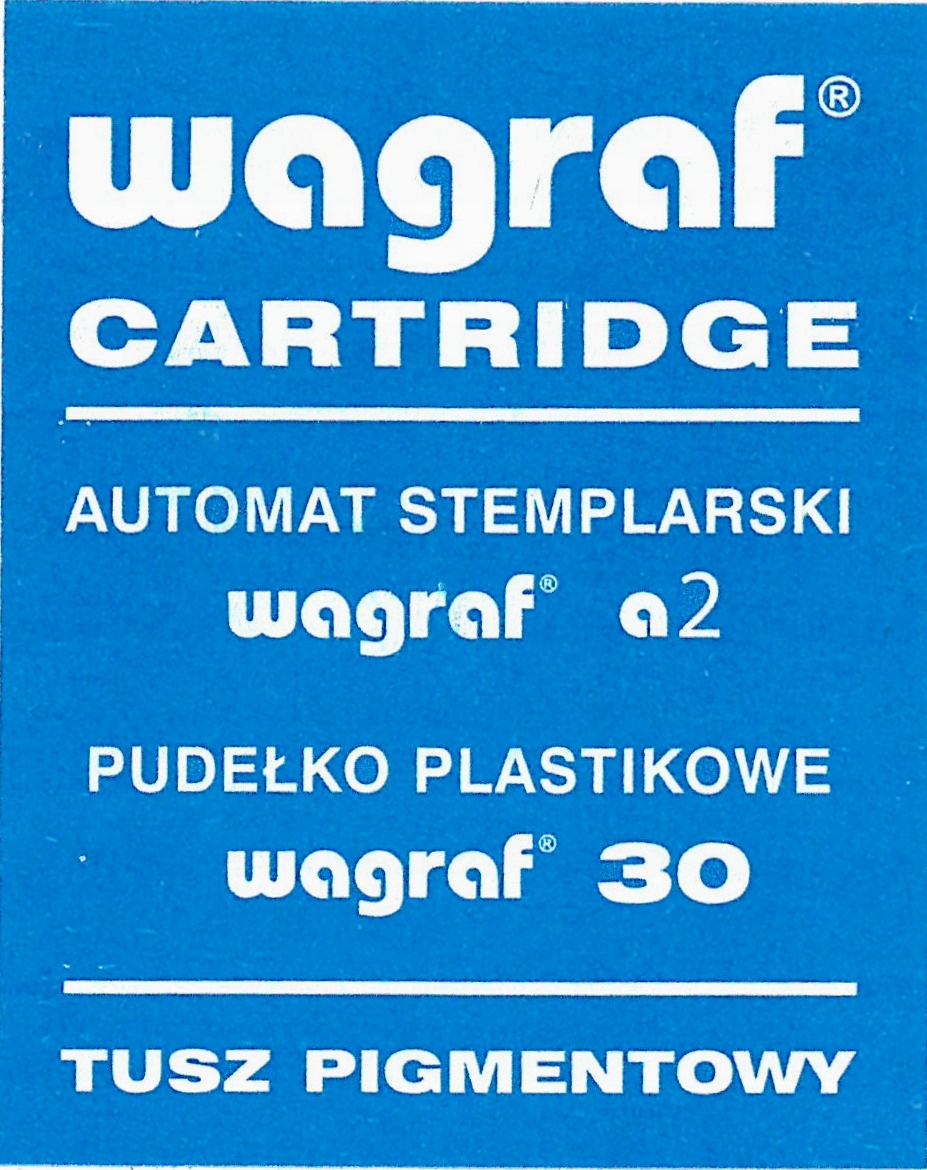 wagraf®
CARTRIDGE
AUTOMAT STEMPLARSKI
wagraf® a2
PUDEŁKO PLASTIKOWE
wagraf® 30
TUSZ PIGMENTOWY